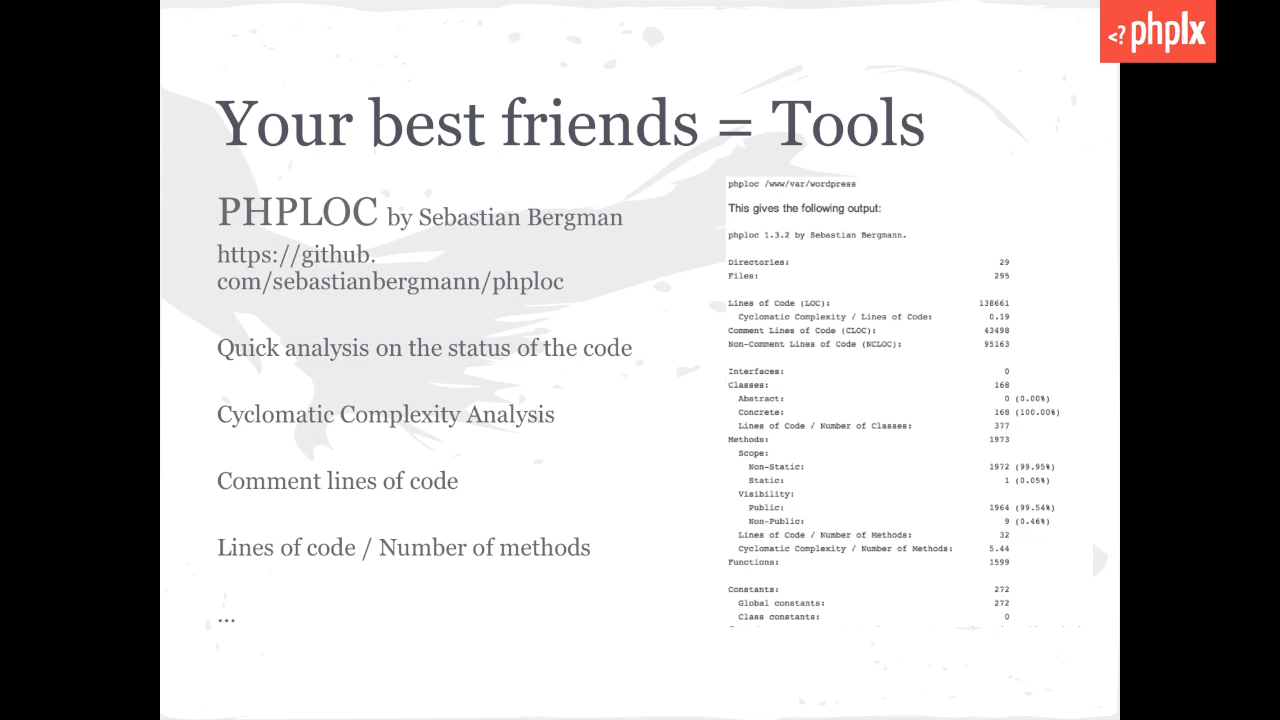 <?phplx
Your best friends = Tools
PHPLOC by Sebastian Bergman
https://github.
com/sebastianbergmann/phploc
Quick analysis on the status of the code
Cyclomatic Complexity Analysis
Comment lines of code
Lines of code / Number of methods
...
phploc /www/var/wordpress
This gives the following output:
phploc 1.3.2 by Sebastian Bergmann.
Directories: 29
Files: 295
Lines of Code (LOC): 138661
Cyclomatic Complexity / Lines of Code: 0.19
Comment Lines of Code (CLOC): 43498
Non-Comment Lines of Code (NCLOC): 95163
Interfaces: 0
Classes: 168
Abstract: 0 (0.00%)
Concrete: 168 (100.00%)
Lines of Code / Number of Classes: 377
Methods: 1973
Scope:
Non-Static: 1972 (99.95%)
Static: 1 (0.05%)
Visibility:
Public: 1964 (99.54%)
Non-Public: 9 (0.46%)
Lines of Code / Number of Methods: 32
Cyclomatic Complexity / Number of Methods: 5.44
Functions: 1599
Constants: 272
Global constants: 272
Class constants: 0